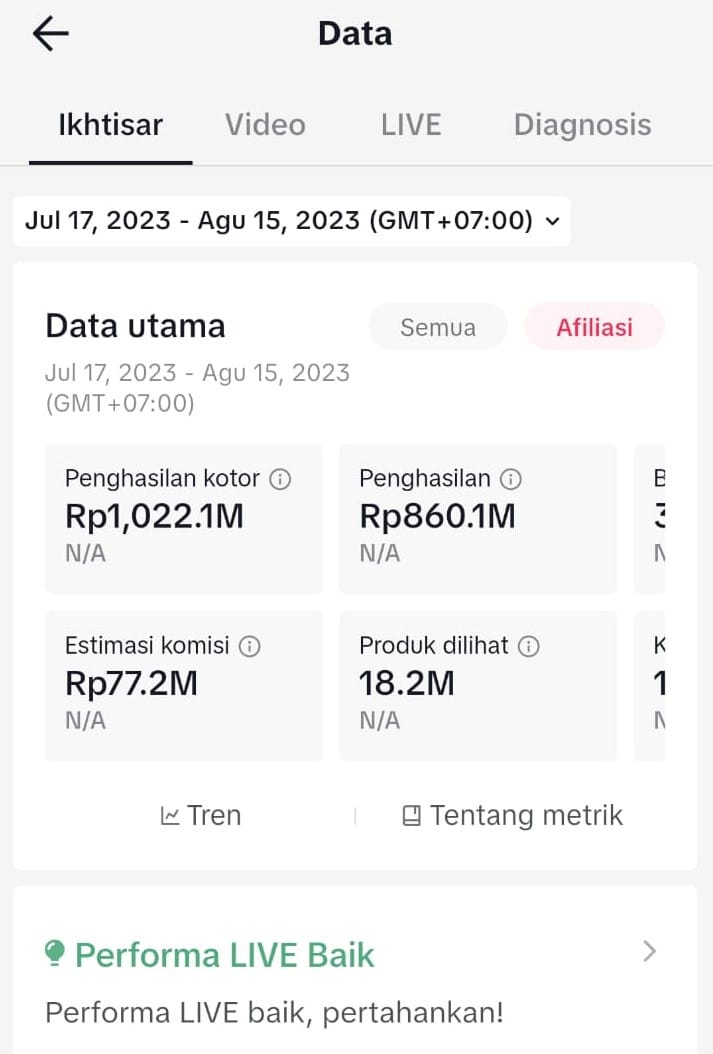 Data
Ikhtisar Video LIVE Diagnosis
Jul 17, 2023 - Agu 15, 2023 (GMT+07:00)
Data utama Semua Afiliasi
Jul 17, 2023 - Agu 15, 2023
(GMT+07:00)
Penghasilan kotor
Rp1,022.1M
N/A
Penghasilan
Rp860.1M
N/A
Estimasi komisi
Rp77.2M
N/A
Produk dilihat
18.2M
N/A
Tren
Tentang metrik
Performa LIVE Baik
Performa LIVE baik, pertahankan!